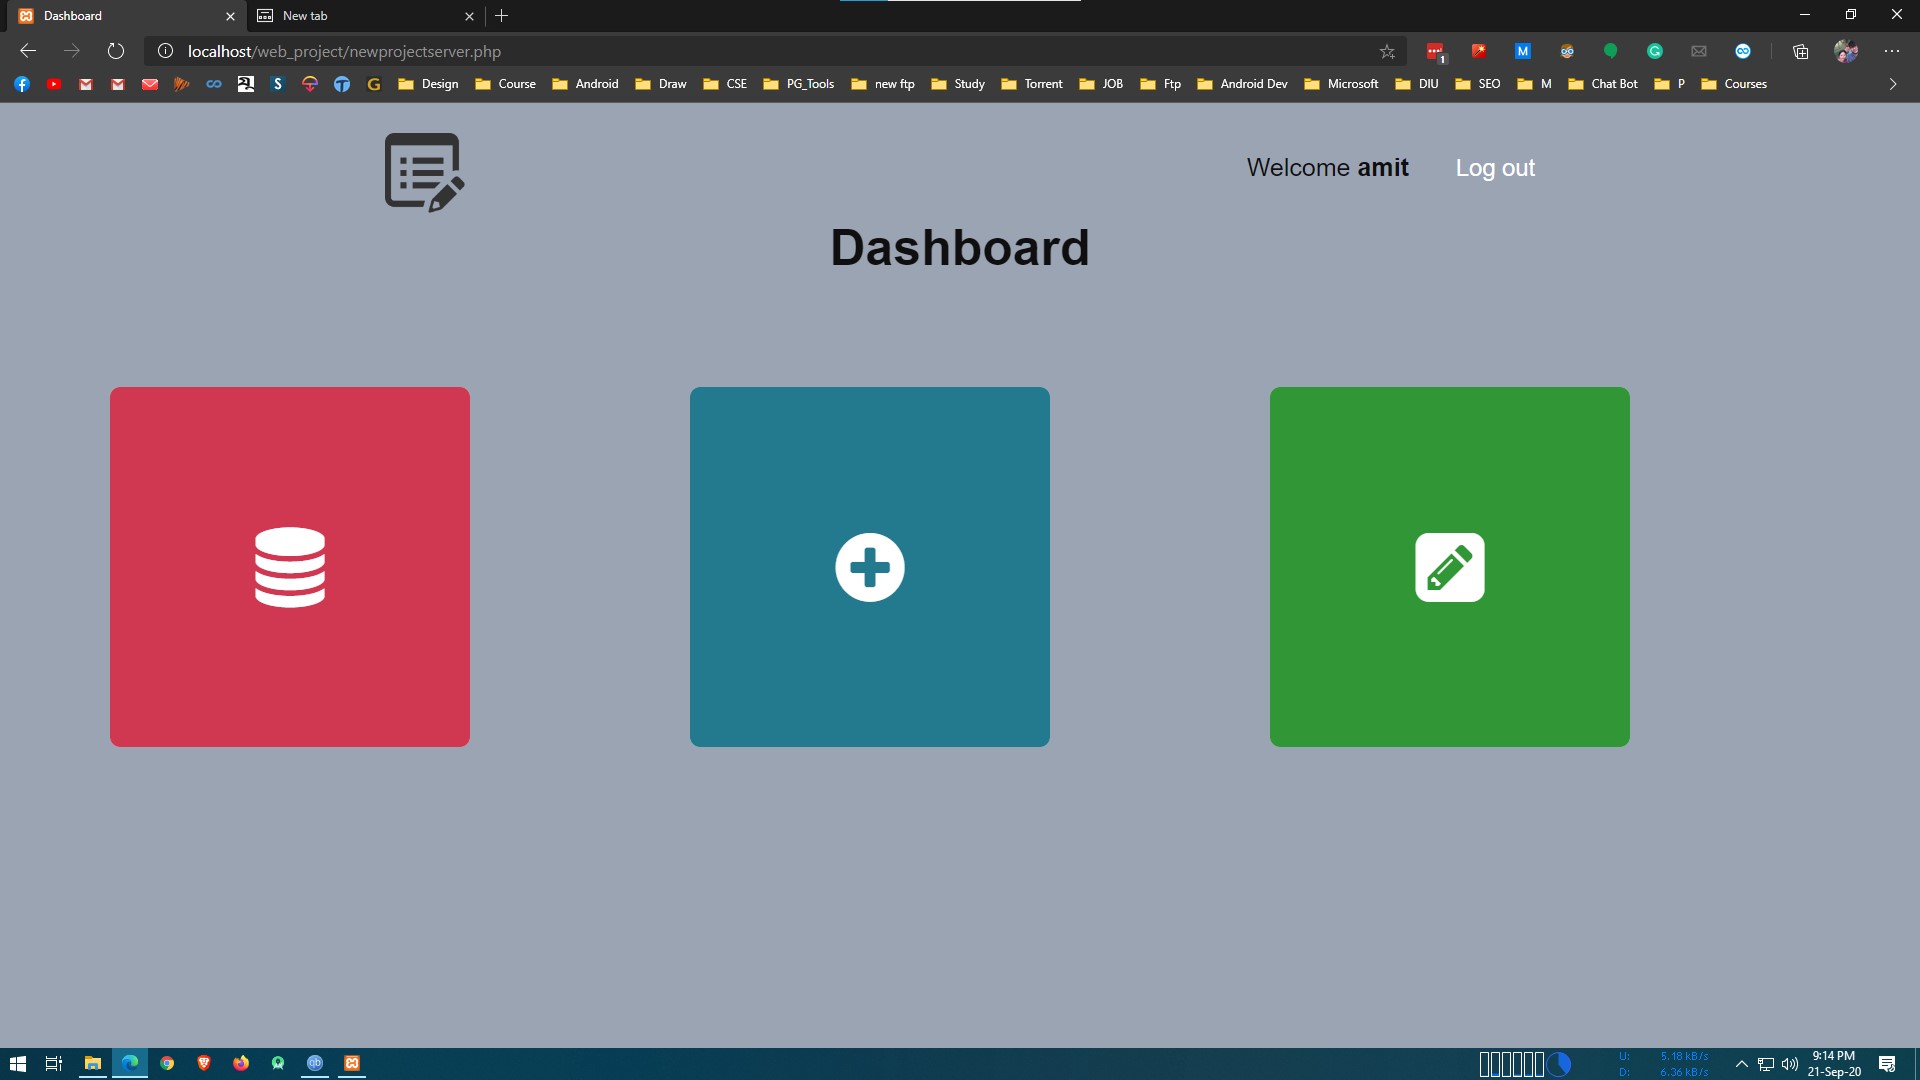 Dashboard
New tab
localhost/web_project/newprojectserver.php
1
M
G
S
G
Design
Course
Android
Draw
CSE
PG_Tools
new ftp
Study
Torrent
JOB
Ftp
Android Dev
Microsoft
DIU
SEO
M
Chat Bot
P
Courses
Welcome amit
Log out
Dashboard
qb
U: 5.18 kB/s
D: 6.36 kB/s
9:14 PM
21-Sep-20